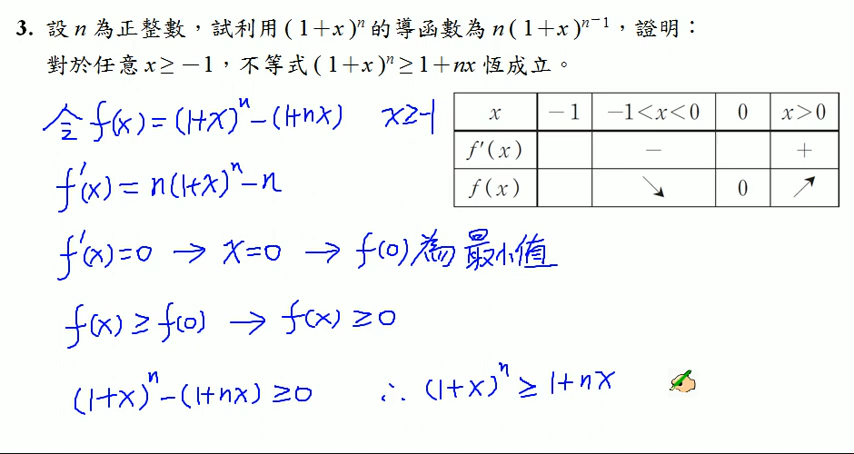 3. 設 n 為正整數，試利用 (1+x)ⁿ 的導函數為 n(1+x)ⁿ⁻¹，證明：
對於任意 x ≥ −1，不等式 (1+x)ⁿ ≥ 1+nx 恆成立。
令 f(x) = (1+x)ⁿ − (1+nx)　x ≥ −1
x　−1　−1<x<0　0　x>0
f′(x)　−　+
f(x)　↘　0　↗
f′(x) = n(1+x)ⁿ − n
f′(x) = 0 → x = 0 → f(0) 為最小值
f(x) ≥ f(0) → f(x) ≥ 0
(1+x)ⁿ − (1+nx) ≥ 0　∴ (1+x)ⁿ ≥ 1+nx